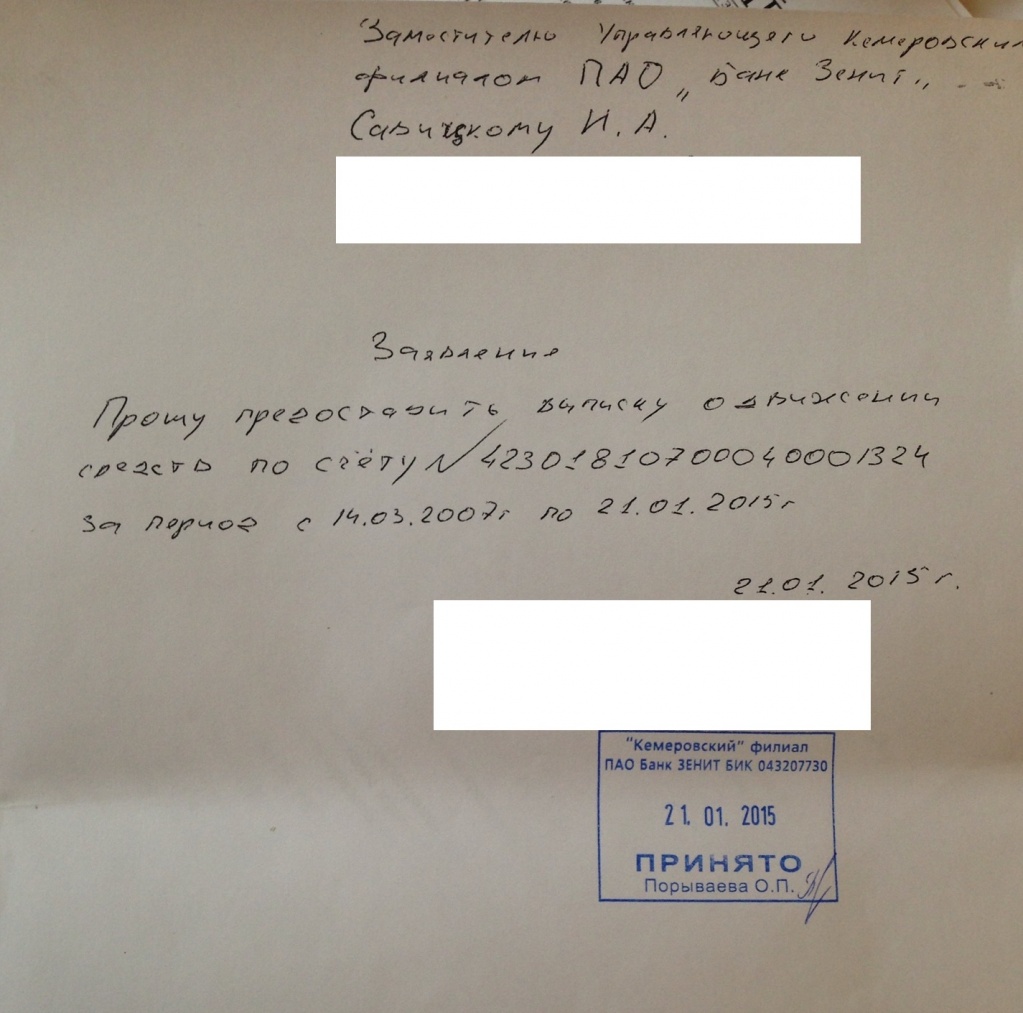 Заместителю Управляющего Кемеровским
филиалом ПАО „Банк Зенит„
Савицкому И. А.
Заявление
Прошу предоставить выписку о движении
средств по счёту N 42301810700040001324
за период с 14.03.2007г по 21.01.2015г
21.01. 2015 г.
"Кемеровский" филиал
ПАО Банк ЗЕНИТ БИК 043207730
21. 01. 2015
ПРИНЯТО
Порываева О.П.